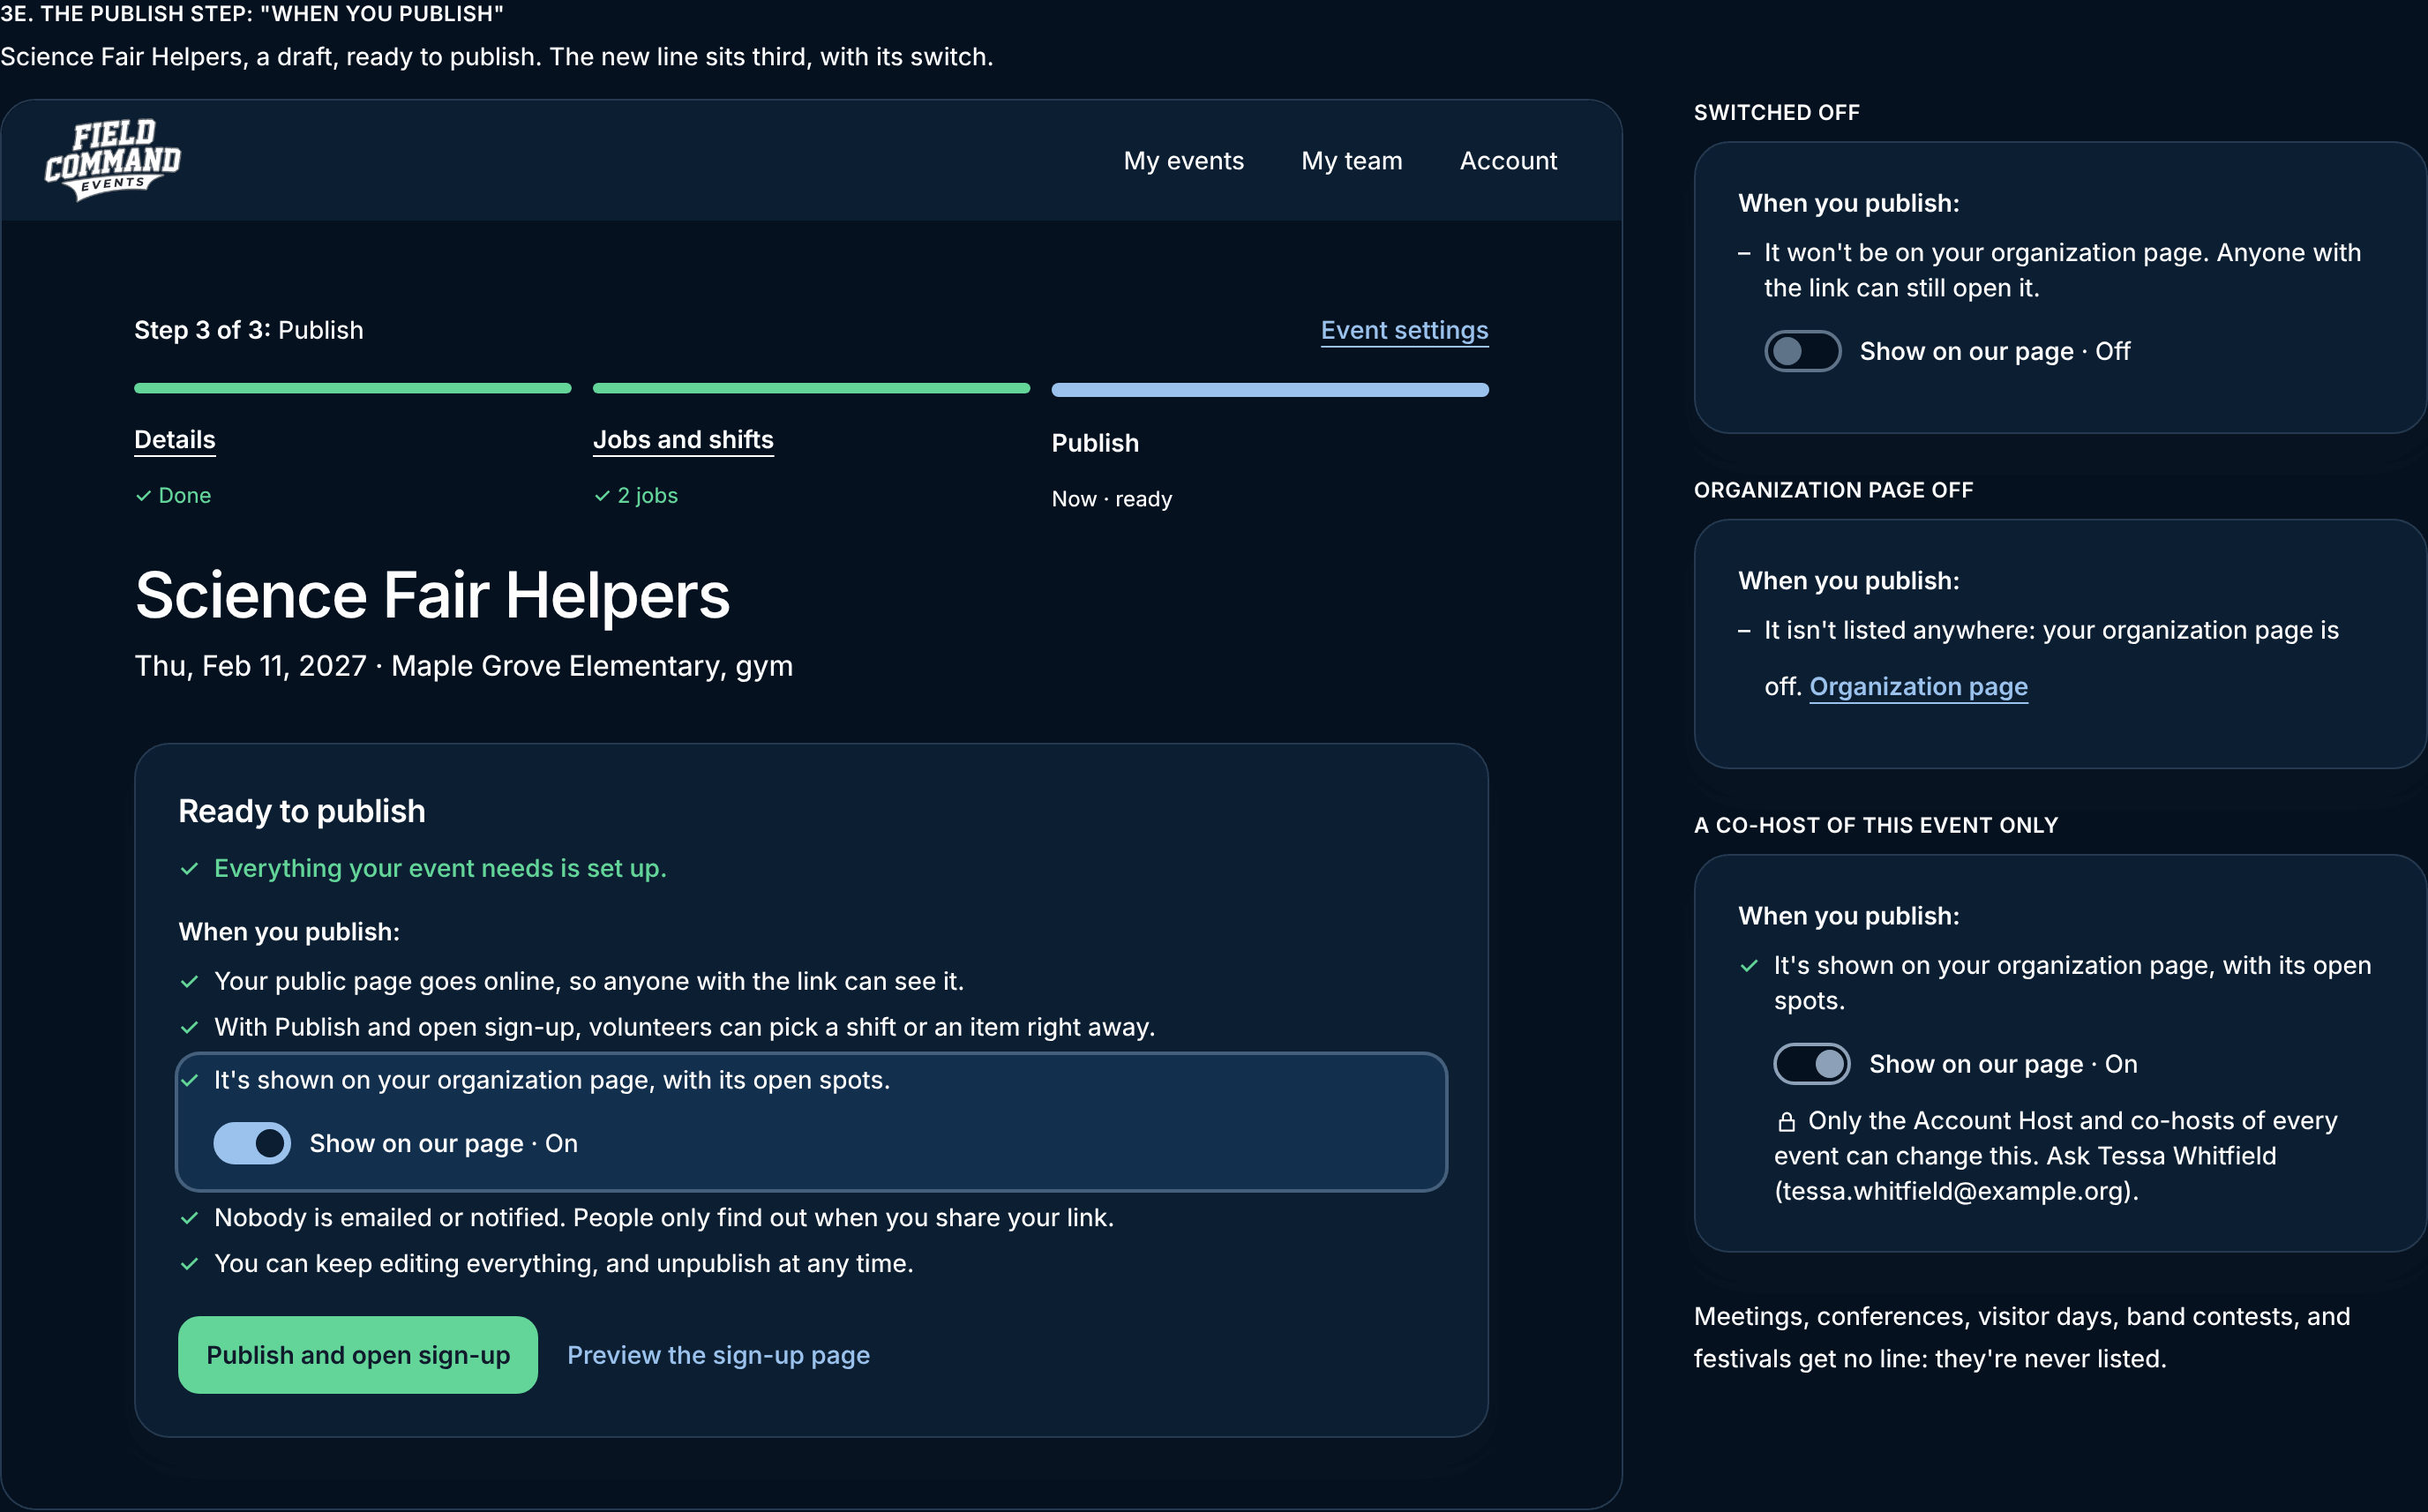 3E. THE PUBLISH STEP: "WHEN YOU PUBLISH"
Science Fair Helpers, a draft, ready to publish. The new line sits third, with its switch.
FIELD
COMMAND
EVENTS
My events
My team
Account
Step 3 of 3: Publish
Event settings
Details
Jobs and shifts
Publish
✓ Done
✓ 2 jobs
Now · ready
Science Fair Helpers
Thu, Feb 11, 2027 · Maple Grove Elementary, gym
Ready to publish
✓ Everything your event needs is set up.
When you publish:
✓ Your public page goes online, so anyone with the link can see it.
✓ With Publish and open sign-up, volunteers can pick a shift or an item right away.
✓ It's shown on your organization page, with its open spots.
Show on our page · On
✓ Nobody is emailed or notified. People only find out when you share your link.
✓ You can keep editing everything, and unpublish at any time.
Publish and open sign-up
Preview the sign-up page
SWITCHED OFF
When you publish:
– It won't be on your organization page. Anyone with
the link can still open it.
Show on our page · Off
ORGANIZATION PAGE OFF
When you publish:
– It isn't listed anywhere: your organization page is
off. Organization page
A CO-HOST OF THIS EVENT ONLY
When you publish:
✓ It's shown on your organization page, with its open
spots.
Show on our page · On
Only the Account Host and co-hosts of every
event can change this. Ask Tessa Whitfield
(tessa.whitfield@example.org).
Meetings, conferences, visitor days, band contests, and
festivals get no line: they're never listed.